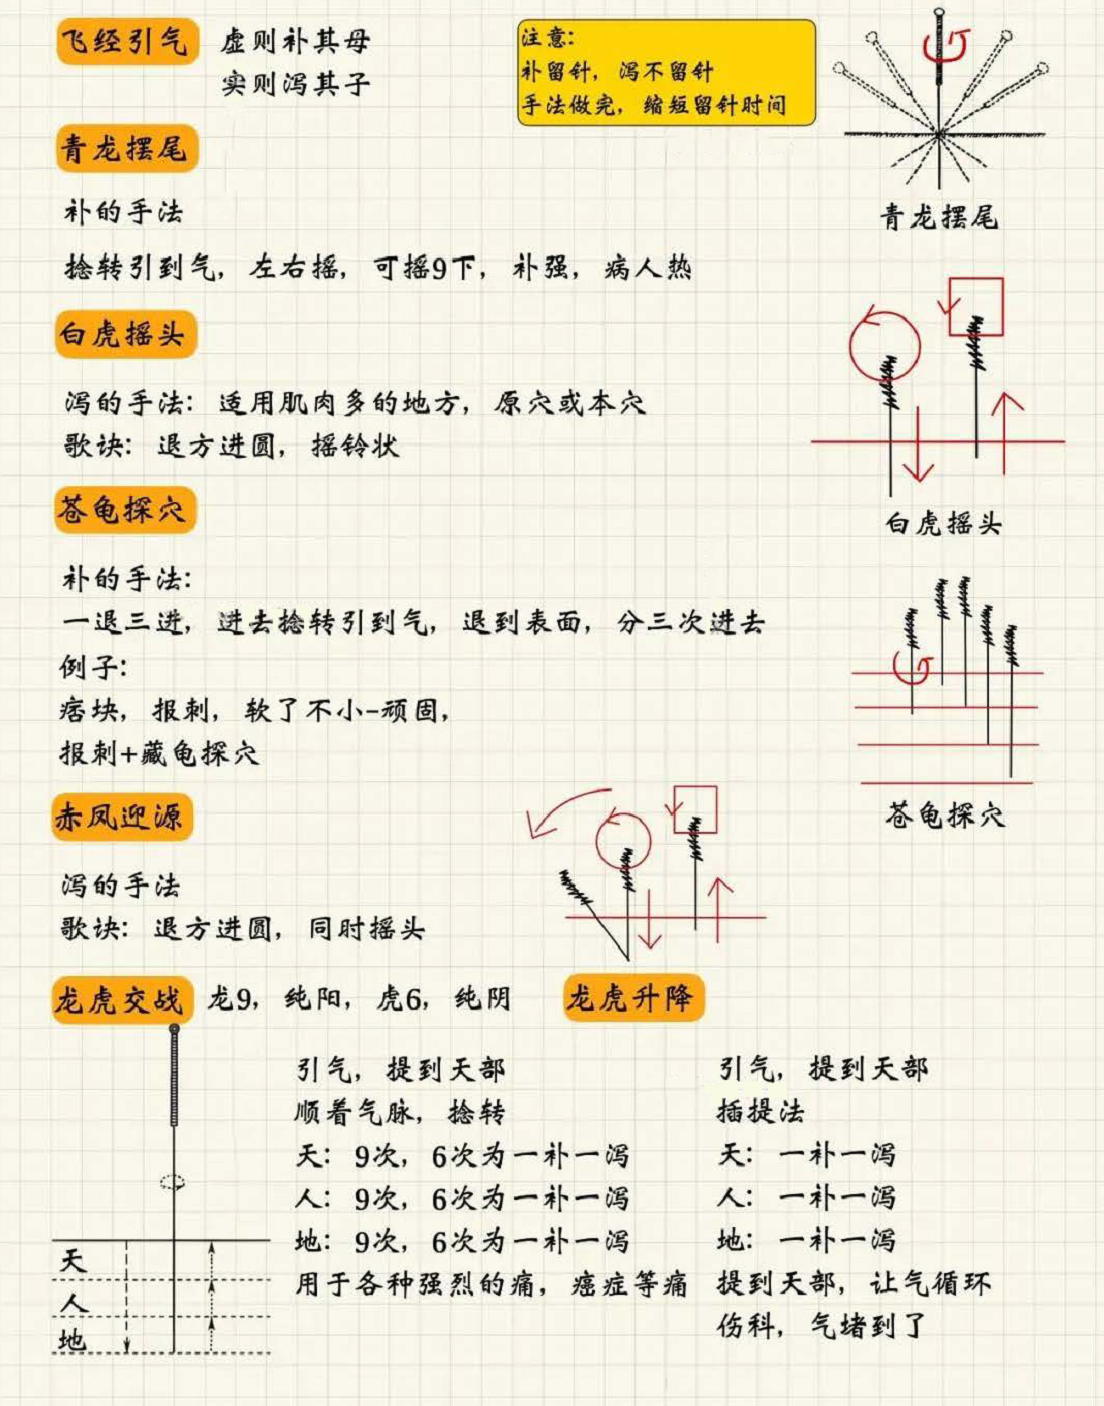 飞经引气 虚则补其母
实则泻其子
注意：
补留针，泻不留针
手法做完，缩短留针时间
青龙摆尾
青龙摆尾
补的手法
捻转引到气，左右摇，可摇9下，补强，病人热
白虎摇头
泻的手法：适用肌肉多的地方，原穴或本穴
歌诀：退方进圆，摇铃状
白虎摇头
苍龟探穴
补的手法：
一退三进，进去捻转引到气，退到表面，分三次进去
例子：
痞块，报刺，软了不小-顽固，
报刺+藏龟探穴
苍龟探穴
赤凤迎源
泻的手法
歌诀：退方进圆，同时摇头
龙虎交战 龙9，纯阳，虎6，纯阴
引气，提到天部
顺着气脉，捻转
天：9次，6次为一补一泻
人：9次，6次为一补一泻
地：9次，6次为一补一泻
用于各种强烈的痛，癌症等痛
天
人
地
龙虎升降
引气，提到天部
插提法
天：一补一泻
人：一补一泻
地：一补一泻
提到天部，让气循环
伤科，气堵到了